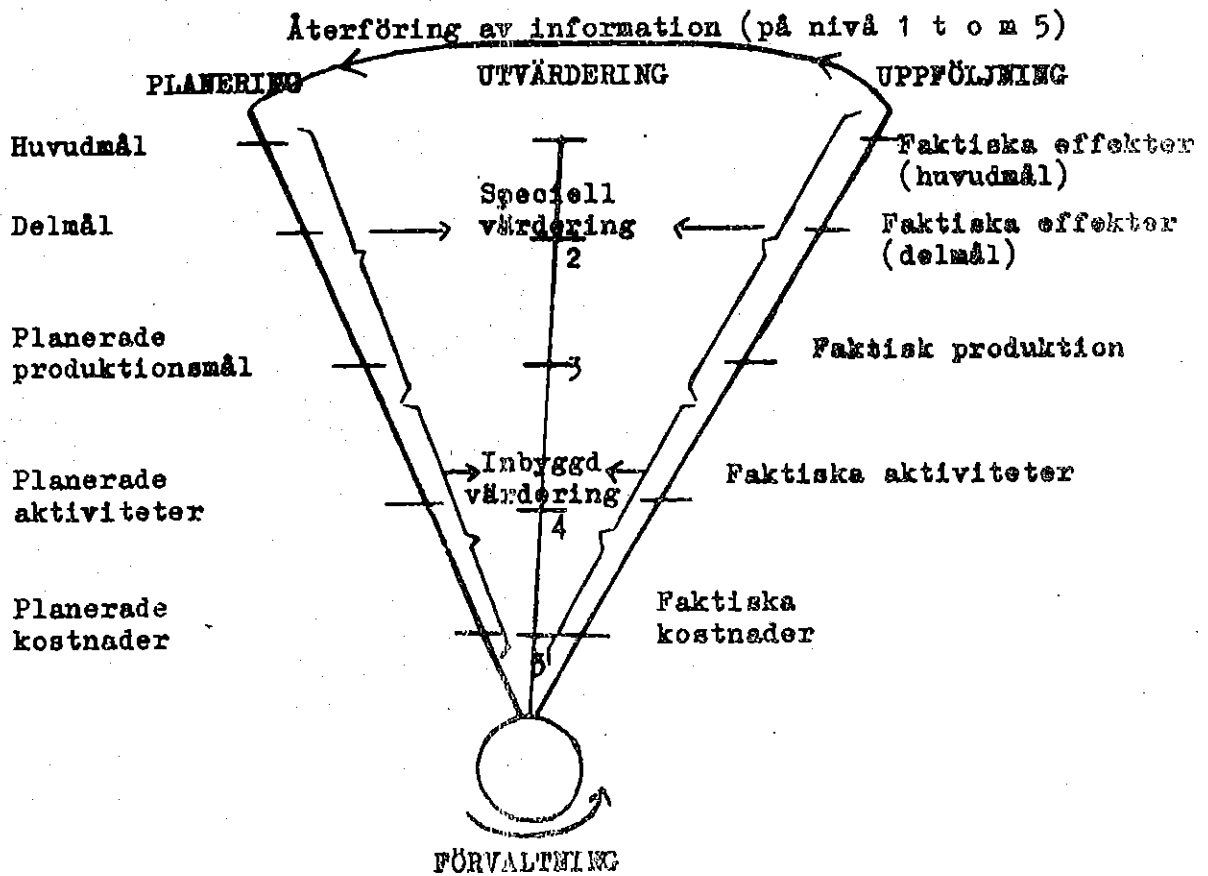 Återföring av information (på nivå 1 t o m 5)
PLANERING
UTVÄRDERING
UPPFÖLJNING
Huvudmål
Faktiska effekter
(huvudmål)
Speciell
värdering
Delmål
Faktiska effekter
(delmål)
2
Planerade
produktionsmål
3
Faktisk produktion
Inbyggd
värdering
Planerade
aktiviteter
Faktiska aktiviteter
4
Planerade
kostnader
Faktiska
kostnader
5
FÖRVALTNING